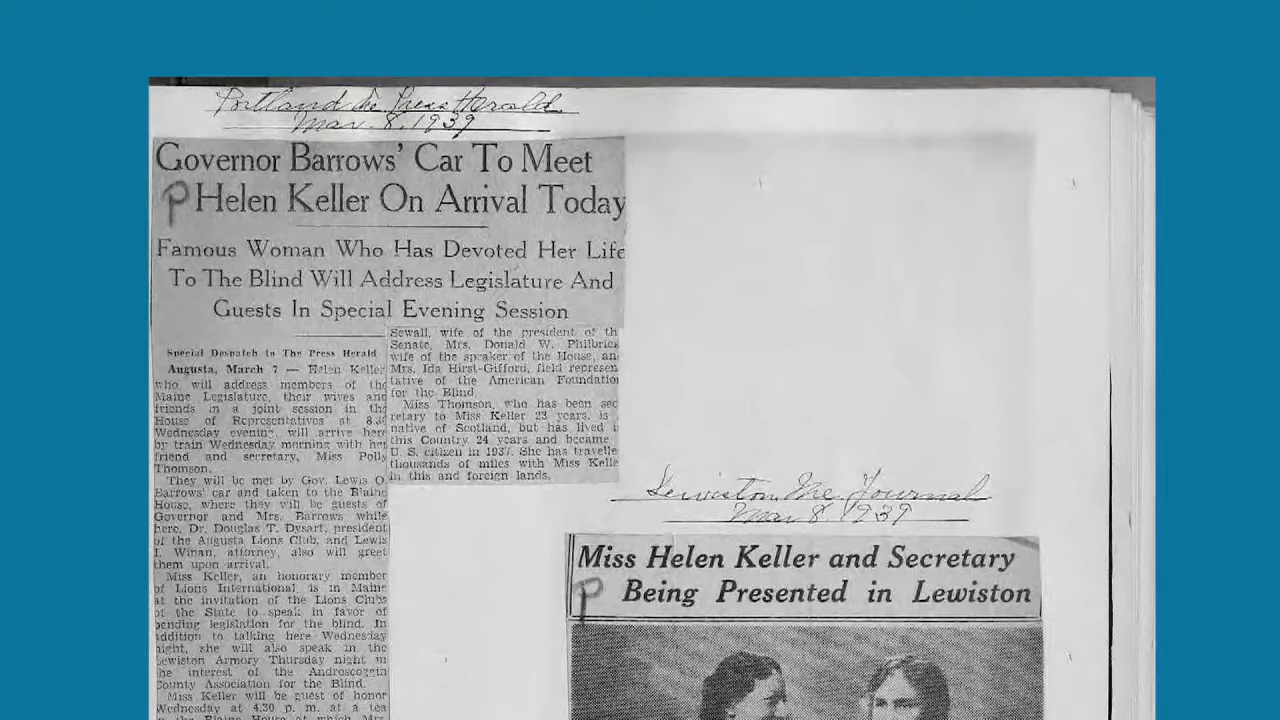 Portland Me Press Herald
Mar. 8, 1939
Governor Barrows' Car To Meet
P Helen Keller On Arrival Today
Famous Woman Who Has Devoted Her Life
To The Blind Will Address Legislature And
Guests In Special Evening Session
Special Despatch to The Press Herald
Augusta, March 7 — Helen Keller
who will address members of the
Maine Legislature, their wives and
friends in a joint session in the
House of Representatives at 8.3
Wednesday evening, will arrive here
by train Wednesday morning with her
friend and secretary, Miss Polly
Thomson.
They will be met by Gov. Lewis O
Barrows' car and taken to the Blaine
House, where they will be guests of
Governor and Mrs. Barrows while
here. Dr. Douglas T. Dysart, president
of the Augusta Lions Club, and Lewis
I. Winan, attorney, also will greet
them upon arrival.
Miss Keller, an honorary member
of Lions International, is in Maine
at the invitation of the Lions Clubs
of the State to speak in favor of
pending legislation for the blind. In
addition to talking here Wednesday
night, she will also speak in the
Lewiston Armory Thursday night in
the interest of the Androscoggin
County Association for the Blind.
Miss Keller will be guest of honor
Wednesday at 4.30 p. m. at a tea
in the Blaine House at which Mrs.
Sewall, wife of the president of th
Senate, Mrs. Donald W. Philbric
wife of the speaker of the House, an
Mrs. Ida Hirst-Gifford, field represen
tative of the American Foundatio
for the Blind.
Miss Thomson, who has been sec
retary to Miss Keller 23 years, is
native of Scotland, but has lived i
this Country 24 years and became
U. S. citizen in 1937. She has travelle
thousands of miles with Miss Kelle
in this and foreign lands.
Lewiston, Me. Journal
Mar 8, 1939
Miss Helen Keller and Secretary
P Being Presented in Lewiston